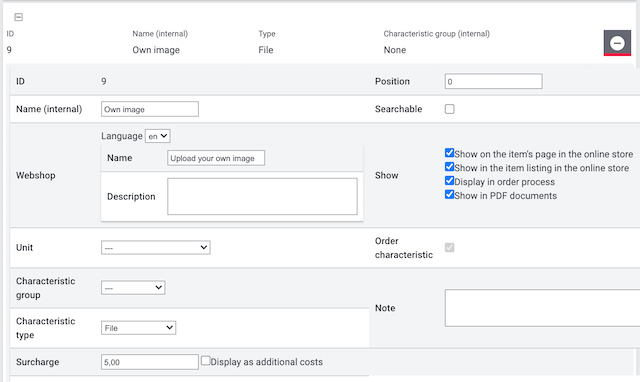 ID Name (internal) Type Characteristic group (internal)
9 Own image File None
ID 9 Position 0
Name (internal) Own image Searchable
Language en
Name Upload your own image
Webshop
Description
Show
Show on the item's page in the online store
Show in the item listing in the online store
Display in order process
Show in PDF documents
Unit ---
Order
characteristic
Characteristic
group
---
Note
Characteristic
type
File
Surcharge 5,00 Display as additional costs